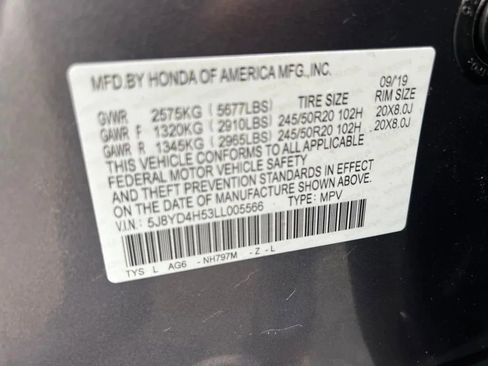 MFD.BY HONDA OF AMERICA MFG.,INC. 09/19
TIRE SIZE RIM SIZE
GVWR 2575KG ( 5677LBS)
GAWR F 1320KG ( 2910LBS) 245/50R20 102H 20X8.0J
GAWR R 1345KG ( 2965LBS) 245/50R20 102H 20X8.0J
THIS VEHICLE CONFORMS TO ALL APPLICABLE
FEDERAL MOTOR VEHICLE SAFETY
AND THEFT PREVENTION STANDARDS IN EFFECT
ON THE DATE OF MANUFACTURE SHOWN ABOVE.
V.I.N.: 5J8YD4H53LL005566 TYPE: MPV
TYS L AG6 -NH797M -Z -L